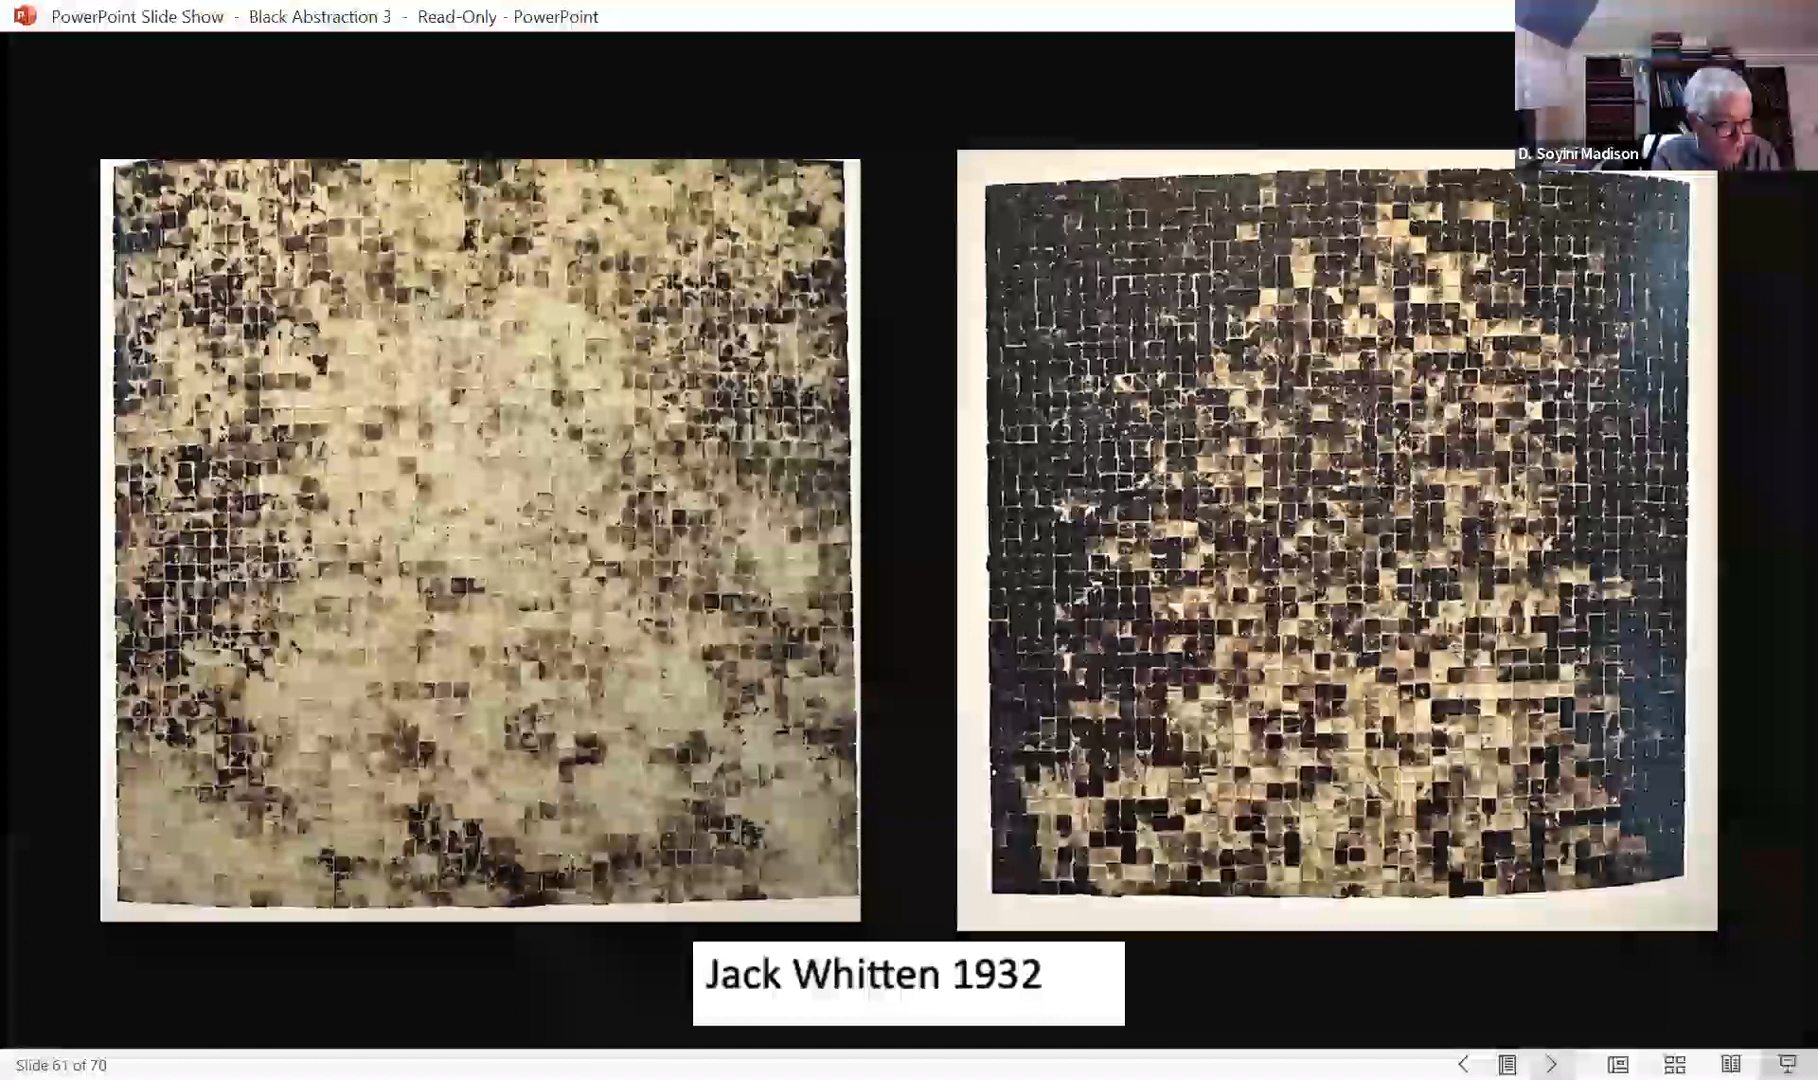 PowerPoint Slide Show - Black Abstraction 3 - Read-Only - PowerPoint
D. Soyini Madison
Jack Whitten 1932
Slide 61 of 70